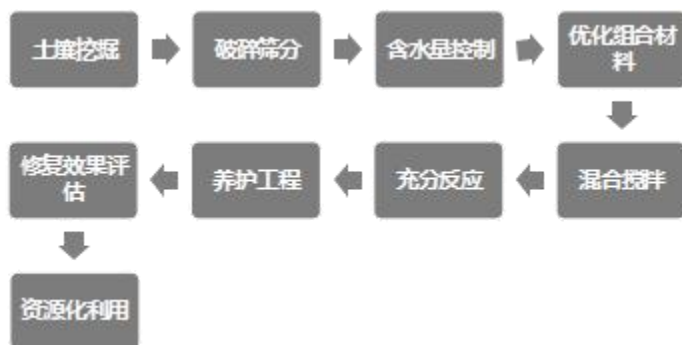 土壤挖掘
破碎筛分
含水量控制
优化组合材
料
混合搅拌
充分反应
养护工程
修复效果评
估
资源化利用